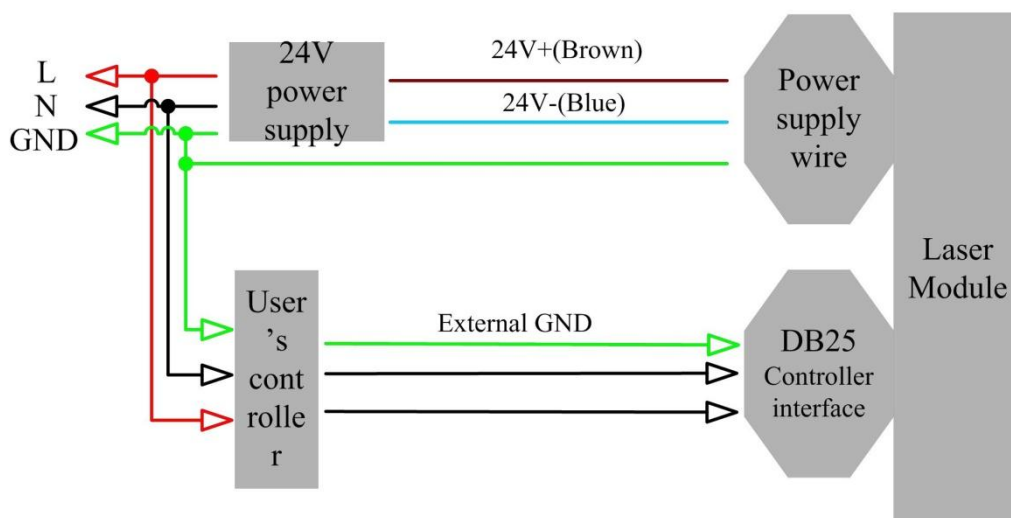 L
N
GND
24V
power
supply
24V+(Brown)
24V-(Blue)
Power
supply
wire
Laser
Module
User
’s
cont
rolle
r
External GND
DB25
Controller
interface